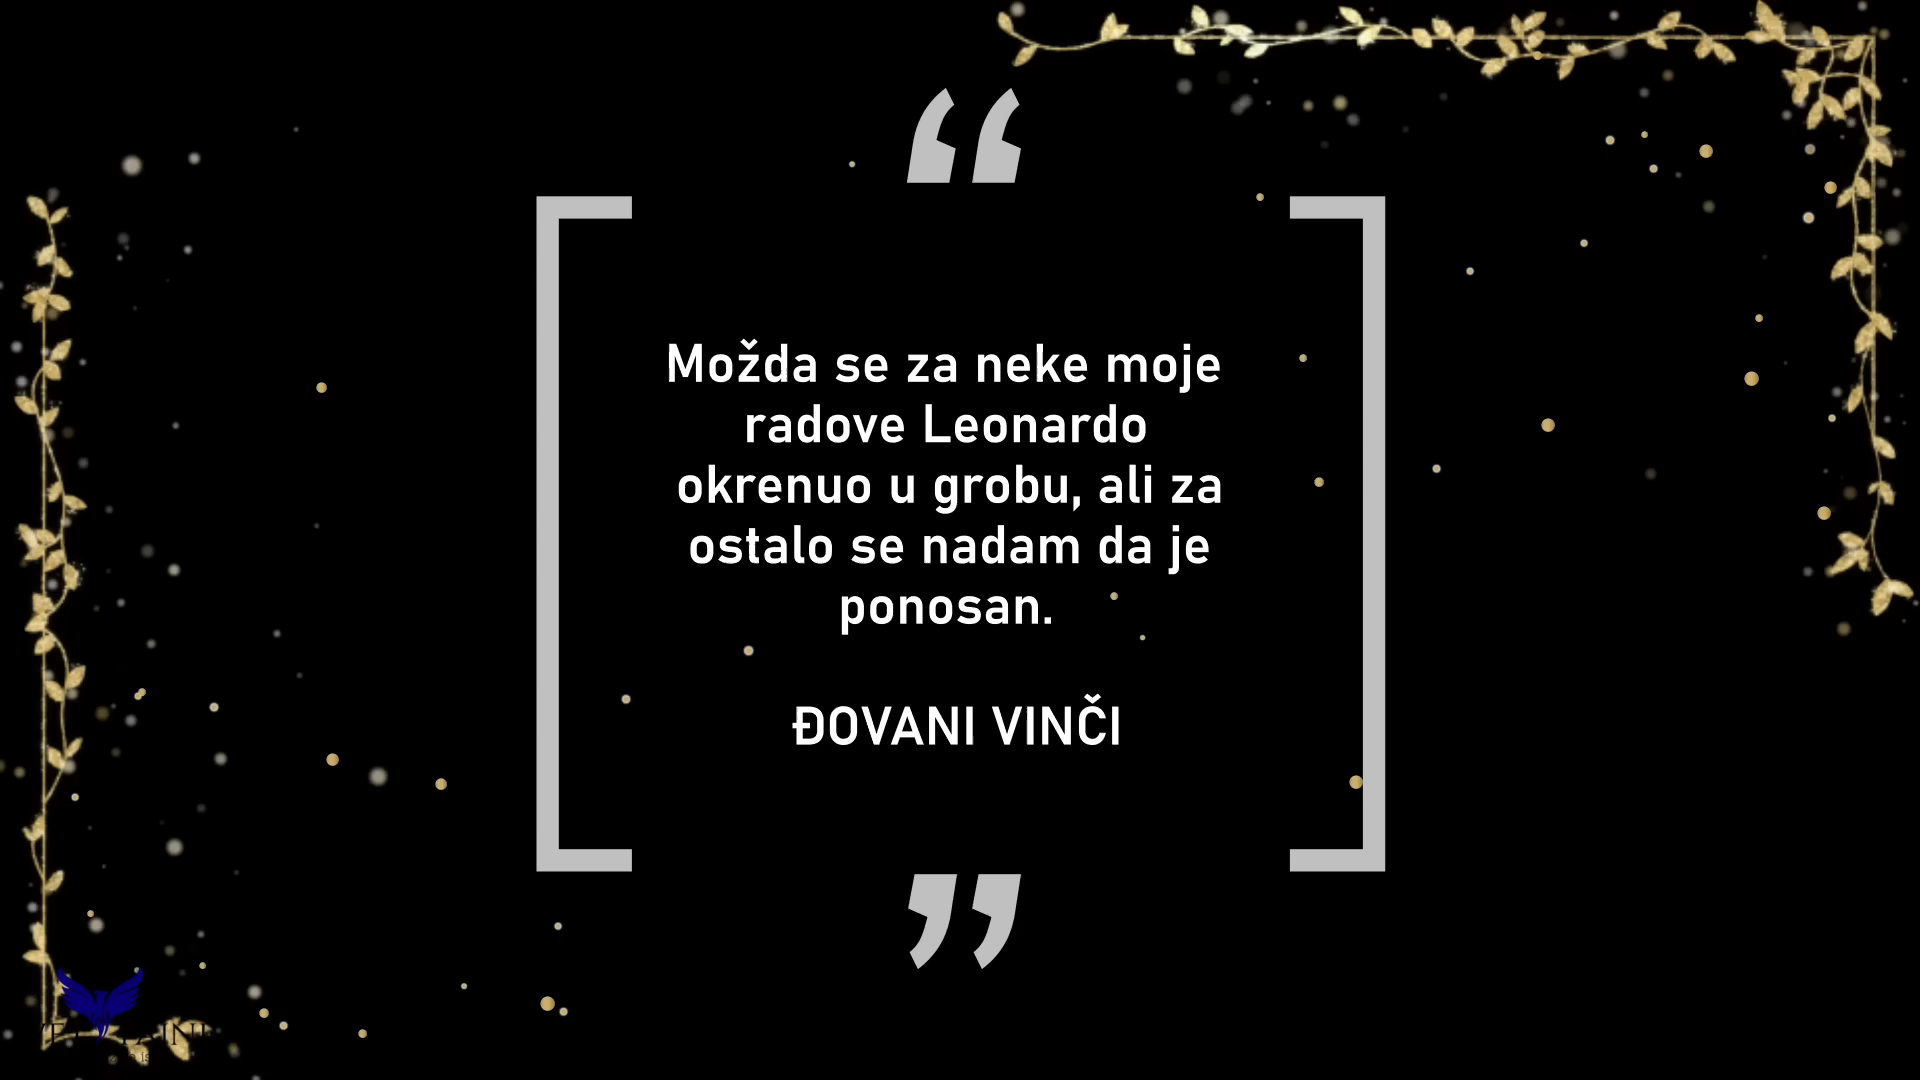 “
Možda se za neke moje
radove Leonardo
okrenuo u grobu, ali za
ostalo se nadam da je
ponosan.
ĐOVANI VINČI
”